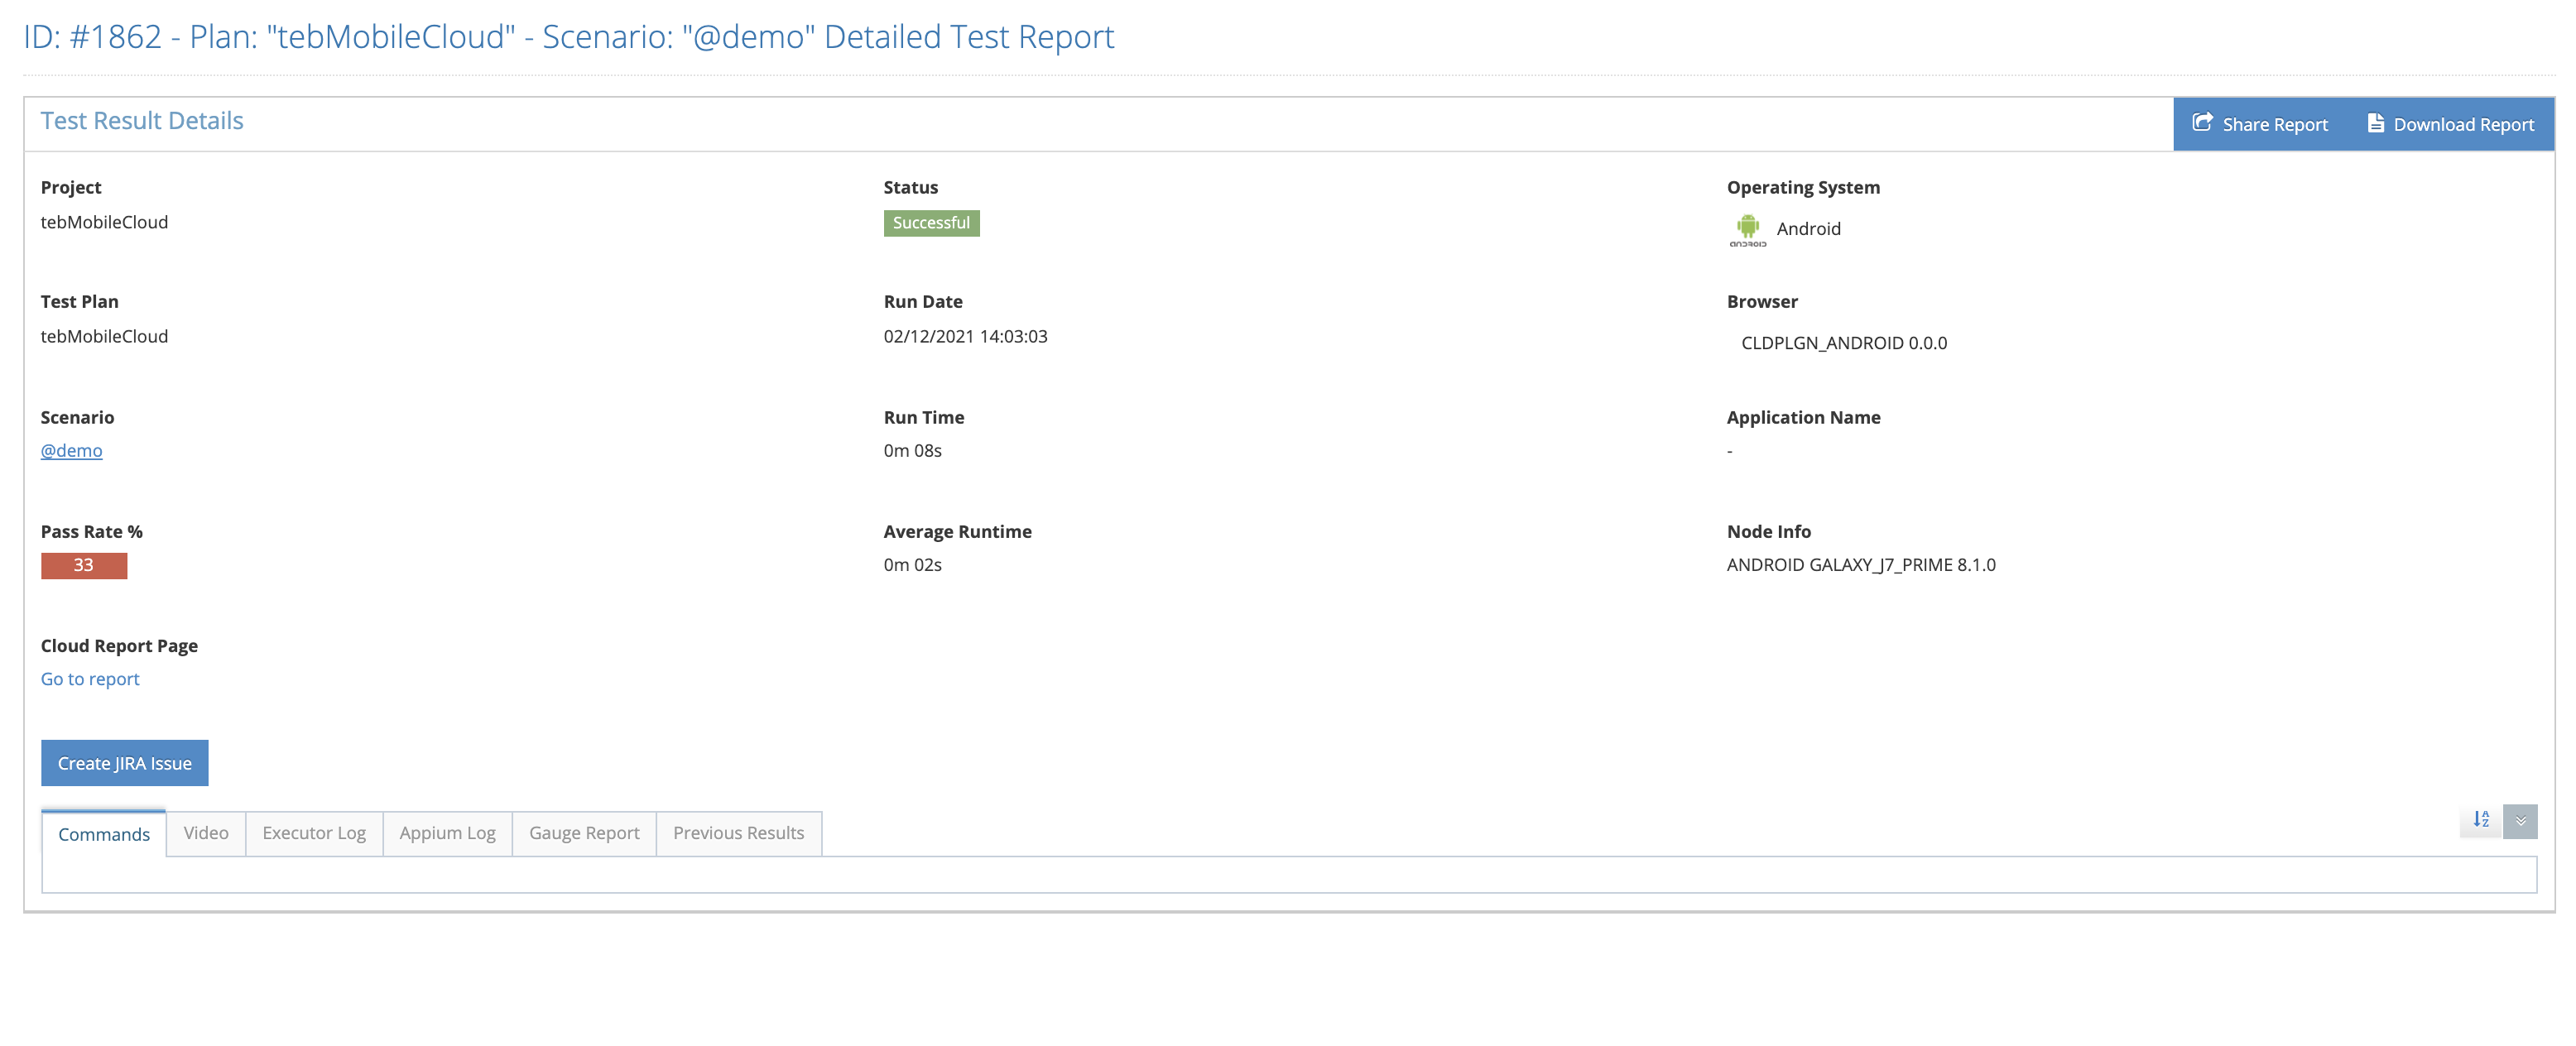 ID: #1862 - Plan: "tebMobileCloud" - Scenario: "@demo" Detailed Test Report
Test Result Details
Share Report
Download Report
Project
tebMobileCloud
Status
Successful
Operating System
ANDROID
Android
Test Plan
tebMobileCloud
Run Date
02/12/2021 14:03:03
Browser
CLDPLGN_ANDROID 0.0.0
Scenario
@demo
Run Time
0m 08s
Application Name
-
Pass Rate %
33
Average Runtime
0m 02s
Node Info
ANDROID GALAXY_J7_PRIME 8.1.0
Cloud Report Page
Go to report
Create JIRA Issue
Commands
Video
Executor Log
Appium Log
Gauge Report
Previous Results
A
Z